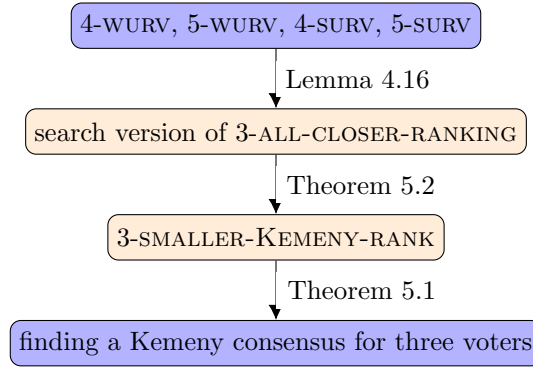 4-WURV, 5-WURV, 4-SURV, 5-SURV
Lemma 4.16
search version of 3-ALL-CLOSER-RANKING
Theorem 5.2
3-SMALLER-KEMENY-RANK
Theorem 5.1
finding a Kemeny consensus for three voters